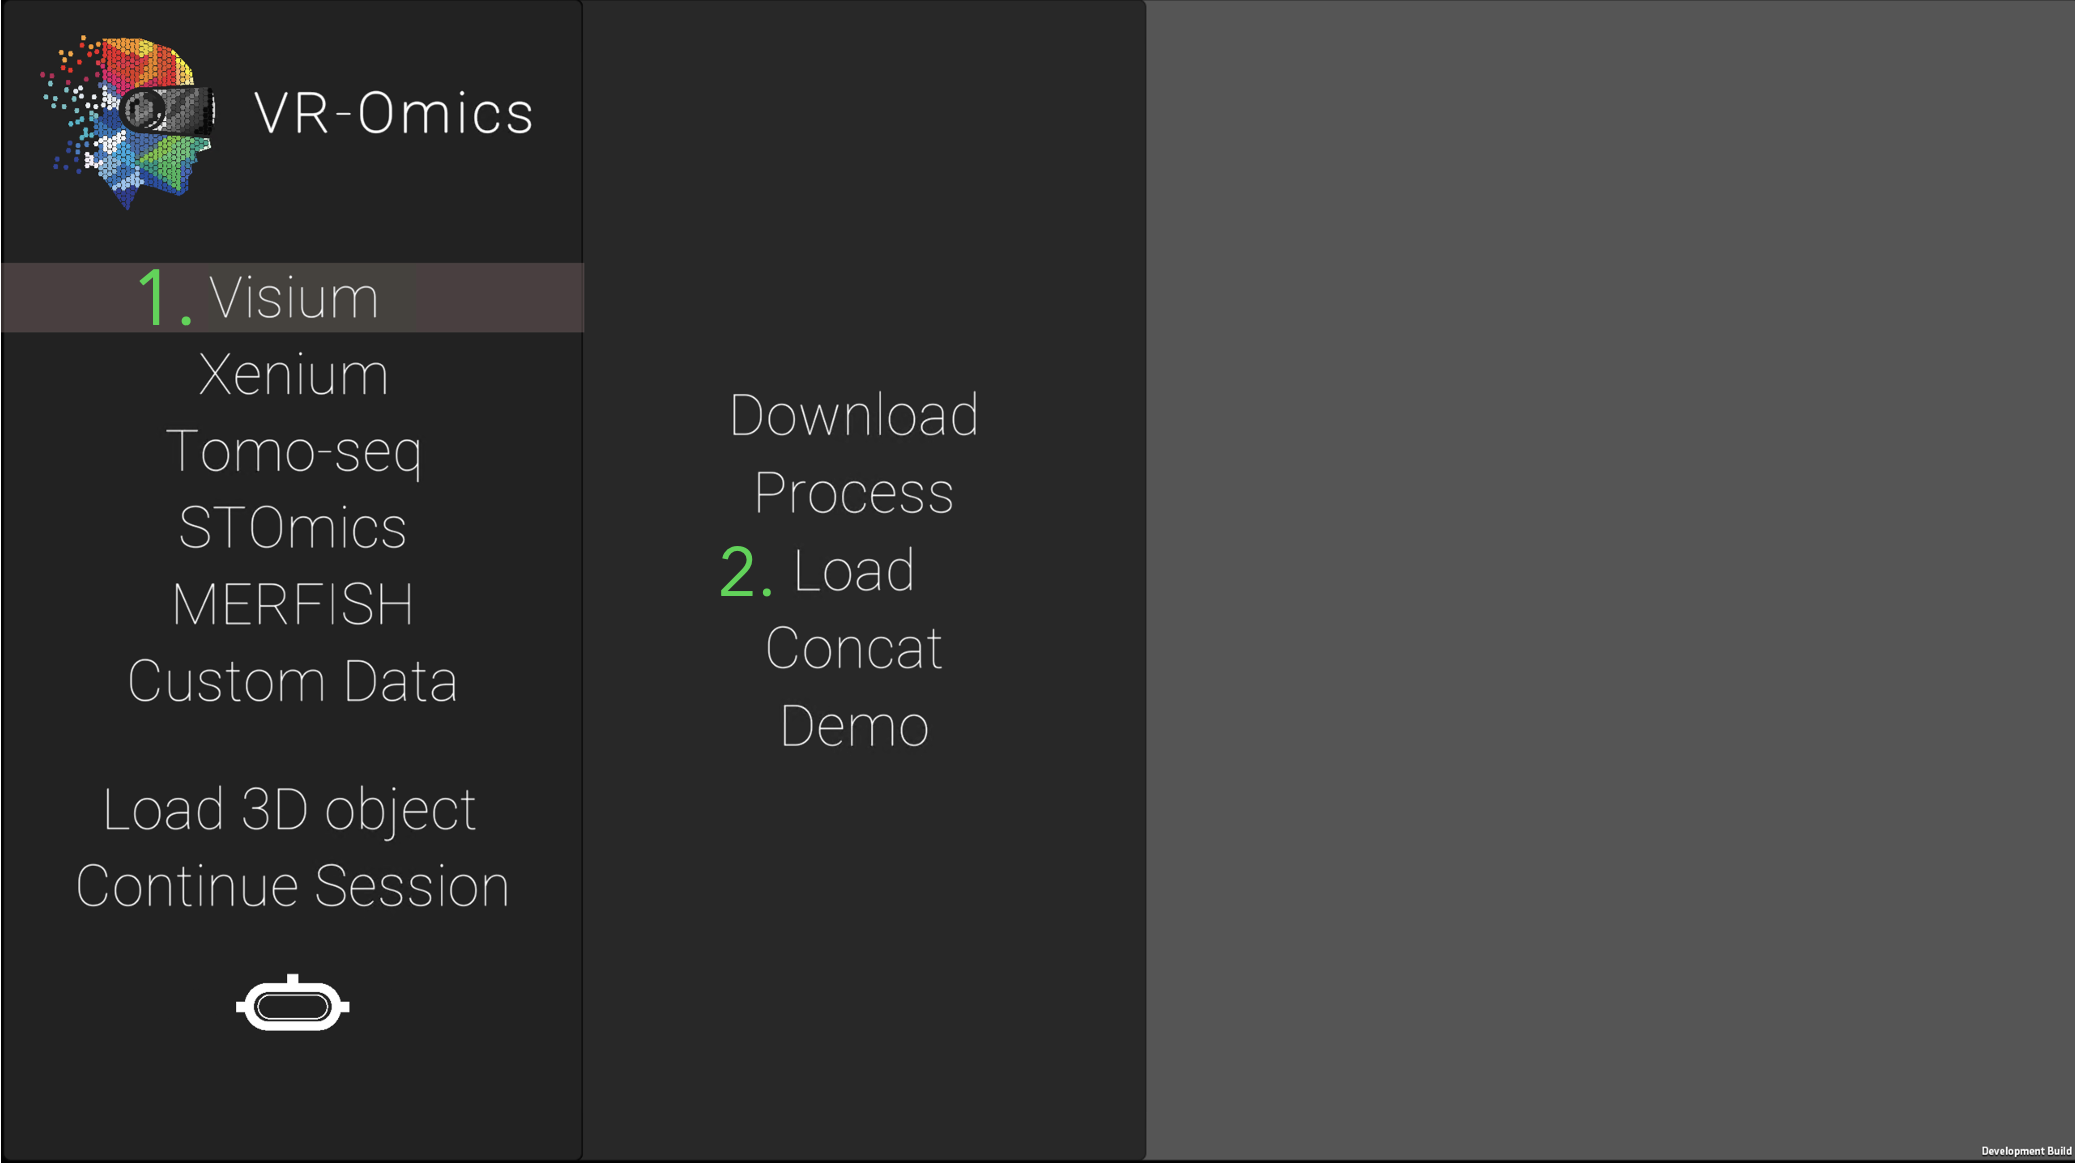 VR-Omics
1. Visium
Xenium
Tomo-seq
STOmics
MERFISH
Custom Data
Load 3D object
Continue Session
Download
Process
2. Load
Concat
Demo
Development Build